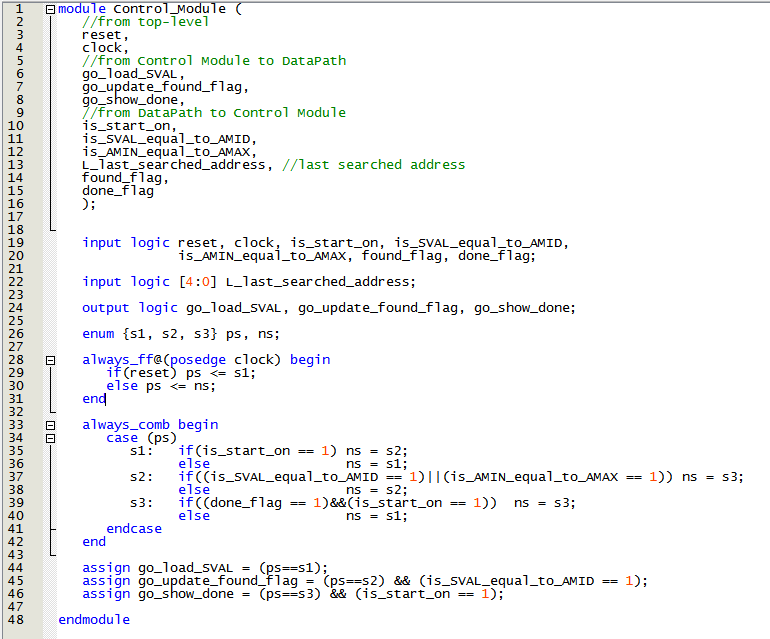 1 module Control_Module (
2 //from top-level
3 reset,
4 clock,
5 //from Control Module to DataPath
6 go_load_SVAL,
7 go_update_found_flag,
8 go_show_done,
9 //from DataPath to Control Module
10 is_start_on,
11 is_SVAL_equal_to_AMID,
12 is_AMIN_equal_to_AMAX,
13 L_last_searched_address, //last searched address
14 found_flag,
15 done_flag
16 );
17
18
19 input logic reset, clock, is_start_on, is_SVAL_equal_to_AMID,
20 is_AMIN_equal_to_AMAX, found_flag, done_flag;
21
22 input logic [4:0] L_last_searched_address;
23
24 output logic go_load_SVAL, go_update_found_flag, go_show_done;
25
26 enum {s1, s2, s3} ps, ns;
27
28 always_ff@(posedge clock) begin
29 if(reset) ps <= s1;
30 else ps <= ns;
31 end
32
33 always_comb begin
34 case (ps)
35 s1: if(is_start_on == 1) ns = s2;
36 else ns = s1;
37 s2: if((is_SVAL_equal_to_AMID == 1)||(is_AMIN_equal_to_AMAX == 1)) ns = s3;
38 else ns = s2;
39 s3: if((done_flag == 1)&&(is_start_on == 1)) ns = s3;
40 else ns = s1;
41 endcase
42 end
43
44 assign go_load_SVAL = (ps==s1);
45 assign go_update_found_flag = (ps==s2) && (is_SVAL_equal_to_AMID == 1);
46 assign go_show_done = (ps==s3) && (is_start_on == 1);
47
48 endmodule